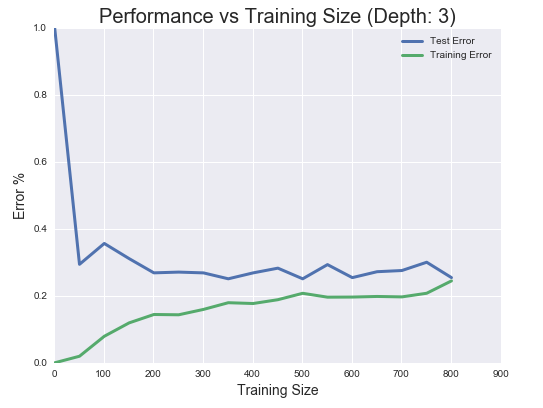 Performance vs Training Size (Depth: 3)
Test Error
Training Error
Error %
1.0
0.8
0.6
0.4
0.2
0.0
0 100 200 300 400 500 600 700 800 900
Training Size